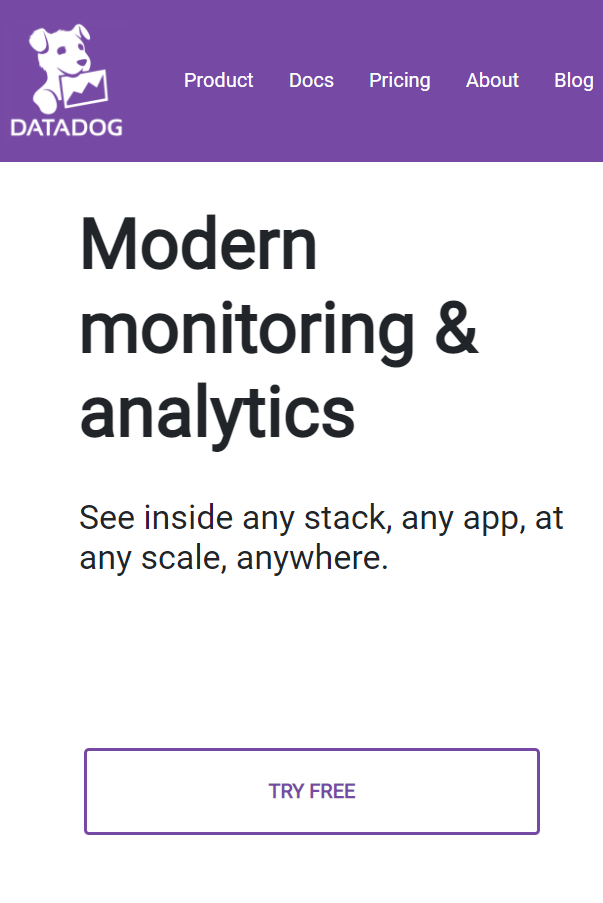 DATADOG
Product Docs Pricing About Blog
Modern
monitoring &
analytics
See inside any stack, any app, at
any scale, anywhere.
TRY FREE